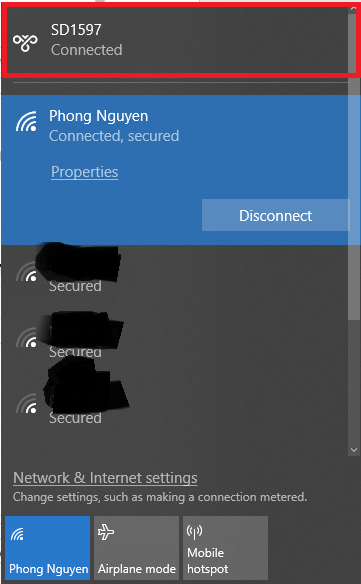 SD1597
Connected
Phong Nguyen
Connected, secured
Properties
Disconnect
Secured
Secured
Secured
Network & Internet settings
Change settings, such as making a connection metered.
Phong Nguyen
Airplane mode
Mobile
hotspot